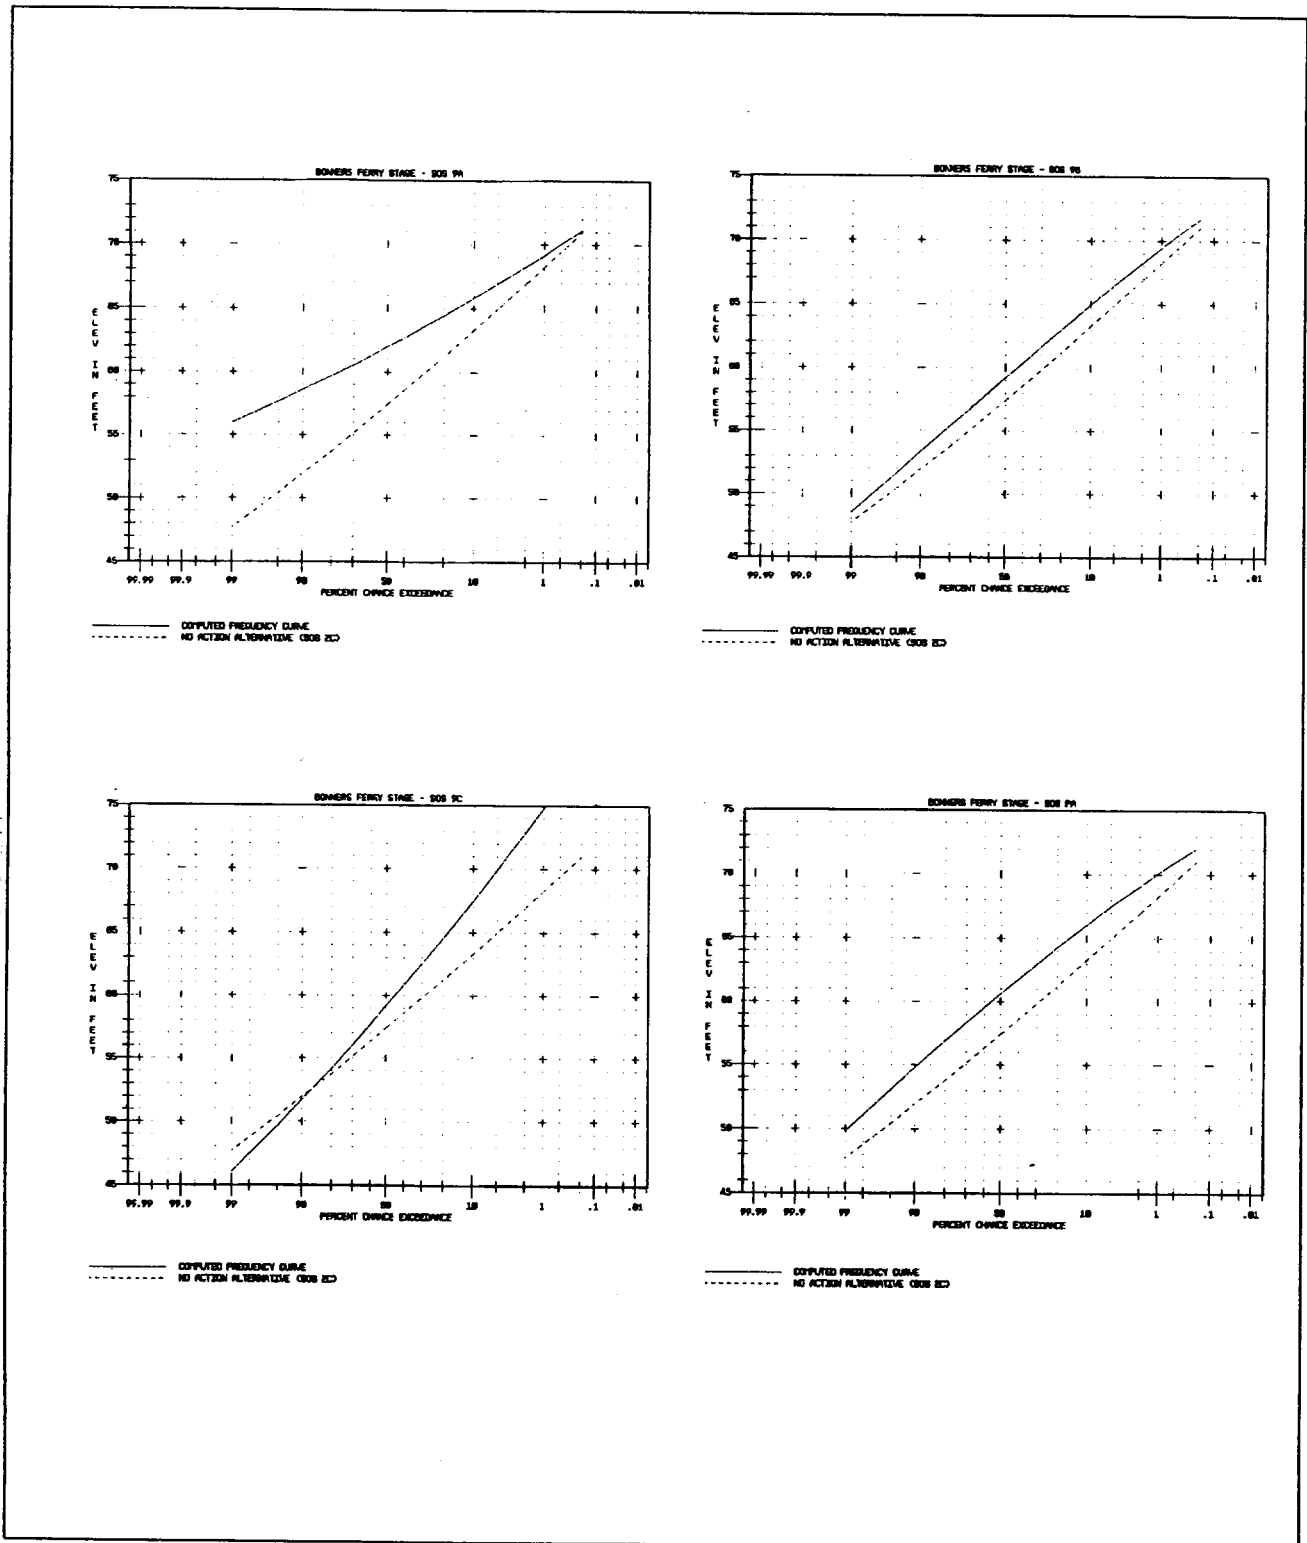 BONNERS FERRY STAGE - SOS 9A
75
70
65
60
55
50
45
ELEV IN FEET
99.99 99.9 99 90 50 10 1 .1 .01
PERCENT CHANCE EXCEEDANCE
COMPUTED FREQUENCY CURVE
NO ACTION ALTERNATIVE (SOS 2C)
BONNERS FERRY STAGE - SOS 9B
75
70
65
60
55
50
45
ELEV IN FEET
99.99 99.9 99 90 50 10 1 .1 .01
PERCENT CHANCE EXCEEDANCE
COMPUTED FREQUENCY CURVE
NO ACTION ALTERNATIVE (SOS 2C)
BONNERS FERRY STAGE - SOS 9C
75
70
65
60
55
50
45
ELEV IN FEET
99.99 99.9 99 90 50 10 1 .1 .01
PERCENT CHANCE EXCEEDANCE
COMPUTED FREQUENCY CURVE
NO ACTION ALTERNATIVE (SOS 2C)
BONNERS FERRY STAGE - SOS PA
75
70
65
60
55
50
45
ELEV IN FEET
99.99 99.9 99 90 50 10 1 .1 .01
PERCENT CHANCE EXCEEDANCE
COMPUTED FREQUENCY CURVE
NO ACTION ALTERNATIVE (SOS 2C)